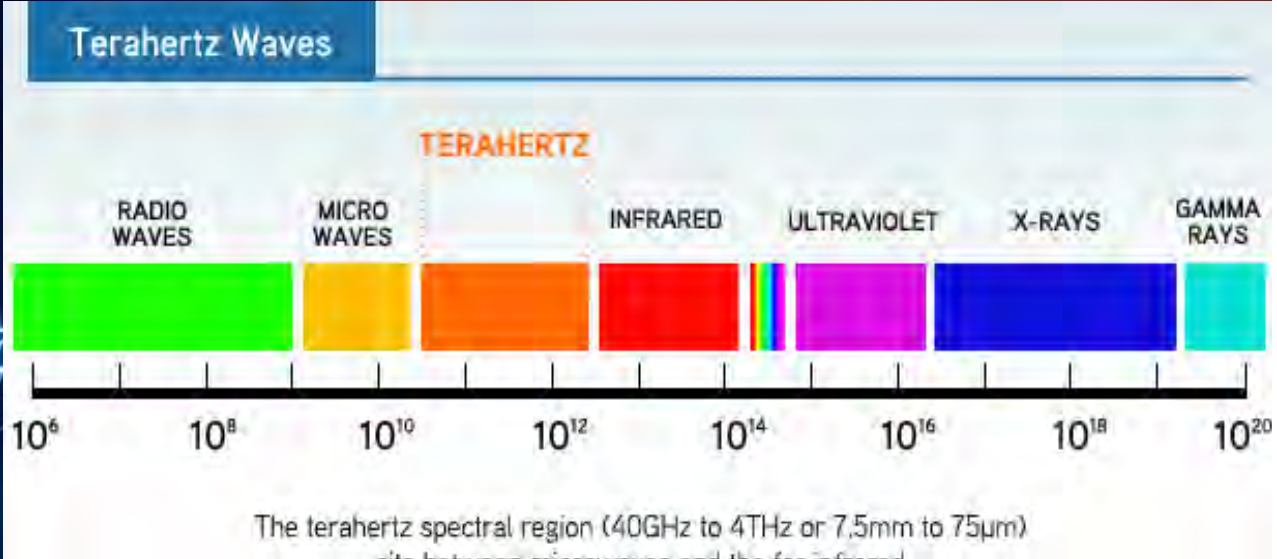 Terahertz Waves
TERAHERTZ
RADIO
WAVES
MICRO
WAVES
INFRARED
ULTRAVIOLET
X-RAYS
GAMMA
RAYS
10⁶ 10⁸ 10¹⁰ 10¹² 10¹⁴ 10¹⁶ 10¹⁸ 10²⁰
The terahertz spectral region (40GHz to 4THz or 7.5mm to 75µm)